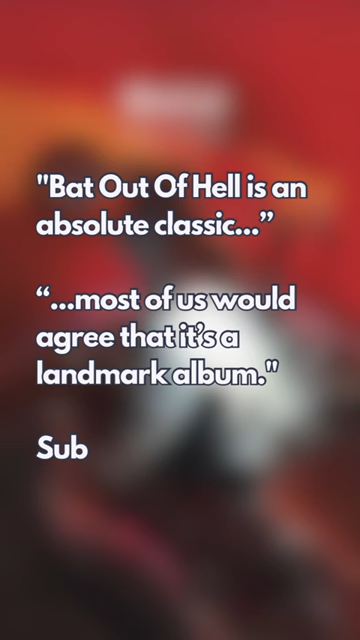 "Bat Out Of Hell is an
absolute classic...”
“...most of us would
agree that it’s a
landmark album."
Sub